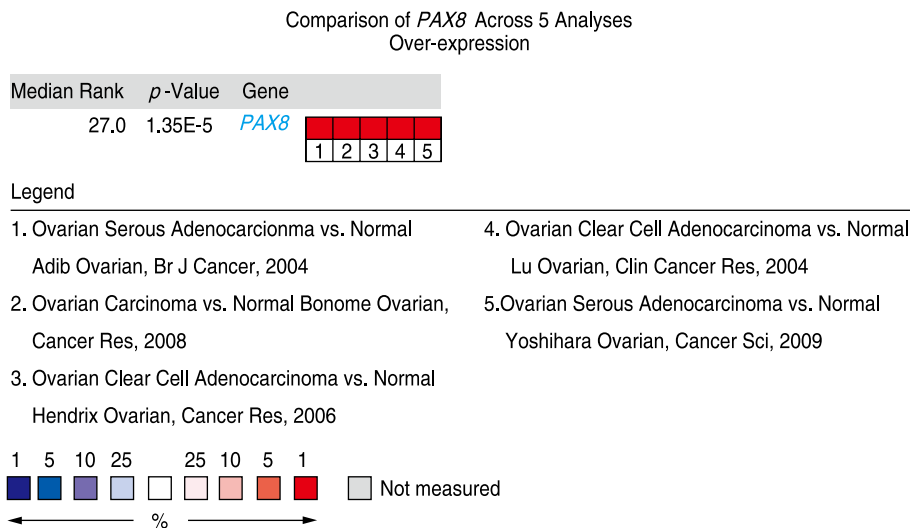 Comparison of PAX8 Across 5 Analyses
Over-expression
Median Rank p-Value Gene
27.0 1.35E-5 PAX8
1 2 3 4 5
Legend
1. Ovarian Serous Adenocarcionma vs. Normal
Adib Ovarian, Br J Cancer, 2004
2. Ovarian Carcinoma vs. Normal Bonome Ovarian,
Cancer Res, 2008
3. Ovarian Clear Cell Adenocarcinoma vs. Normal
Hendrix Ovarian, Cancer Res, 2006
4. Ovarian Clear Cell Adenocarcinoma vs. Normal
Lu Ovarian, Clin Cancer Res, 2004
5.Ovarian Serous Adenocarcinoma vs. Normal
Yoshihara Ovarian, Cancer Sci, 2009
1 5 10 25 25 10 5 1
Not measured
%